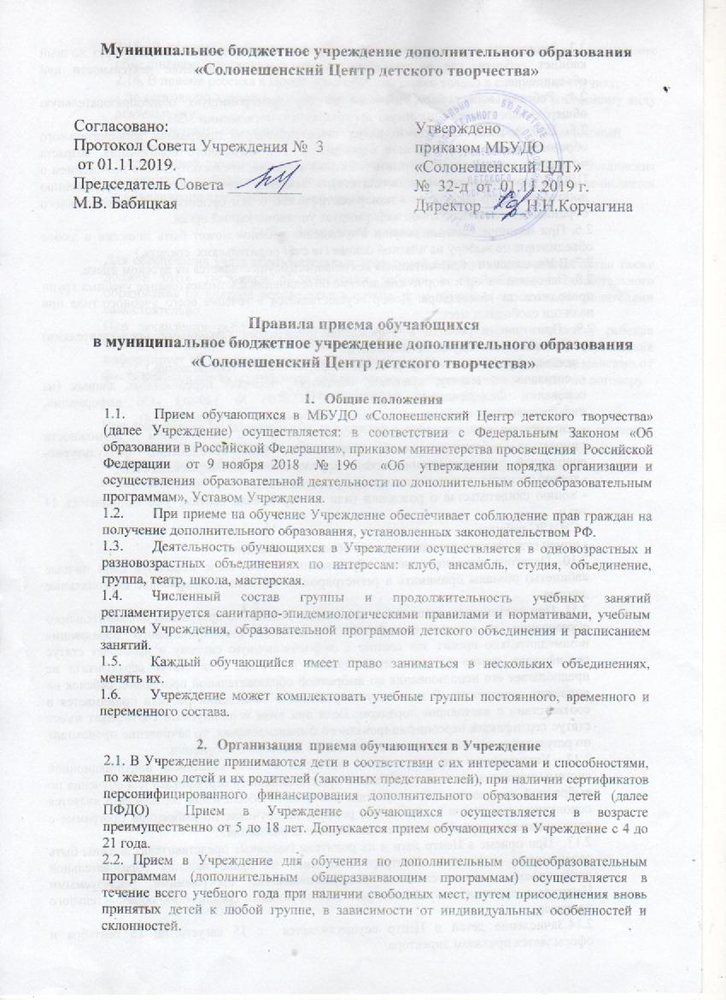 Муниципальное бюджетное учреждение дополнительного образования
«Солонешенский Центр детского творчества»
Согласовано:
Протокол Совета Учреждения № 3
от 01.11.2019.
Председатель Совета
М.В. Бабицкая
Утверждено
приказом МБУДО
«Солонешенский ЦДТ»
№ 32-д от 01.11.2019 г.
Директор Н.Н.Корчагина
Правила приема обучающихся
в муниципальное бюджетное учреждение дополнительного образования
«Солонешенский Центр детского творчества»
1. Общие положения
1.1. Прием обучающихся в МБУДО «Солонешенский Центр детского творчества»
(далее Учреждение) осуществляется: в соответствии с Федеральным Законом «Об
образовании в Российской Федерации», приказом министерства просвещения Российской
Федерации от 9 ноября 2018 № 196 «Об утверждении порядка организации и
осуществления образовательной деятельности по дополнительным общеобразовательным
программам», Уставом Учреждения.
1.2. При приеме на обучение Учреждение обеспечивает соблюдение прав граждан на
получение дополнительного образования, установленных законодательством РФ.
1.3. Деятельность обучающихся в Учреждении осуществляется в одновозрастных и
разновозрастных объединениях по интересам: клуб, ансамбль, студия, объединение,
группа, театр, школа, мастерская.
1.4. Численный состав группы и продолжительность учебных занятий
регламентируется санитарно-эпидемиологическими правилами и нормативами, учебным
планом Учреждения, образовательной программой детского объединения и расписанием
занятий.
1.5. Каждый обучающийся имеет право заниматься в нескольких объединениях,
менять их.
1.6. Учреждение может комплектовать учебные группы постоянного, временного и
переменного состава.
2. Организация приема обучающихся в Учреждение
2.1. В Учреждение принимаются дети в соответствии с их интересами и способностями,
по желанию детей и их родителей (законных представителей), при наличии сертификатов
персонифицированного финансирования дополнительного образования детей (далее
ПФДО) Прием в Учреждение обучающихся осуществляется в возрасте
преимущественно от 5 до 18 лет. Допускается прием обучающихся в Учреждение с 4 до
21 года.
2.2. Прием в Учреждение для обучения по дополнительным общеобразовательным
программам (дополнительным общеразвивающим программам) осуществляется в
течение всего учебного года при наличии свободных мест, путем присоединения вновь
принятых детей к любой группе, в зависимости от индивидуальных особенностей и
склонностей.